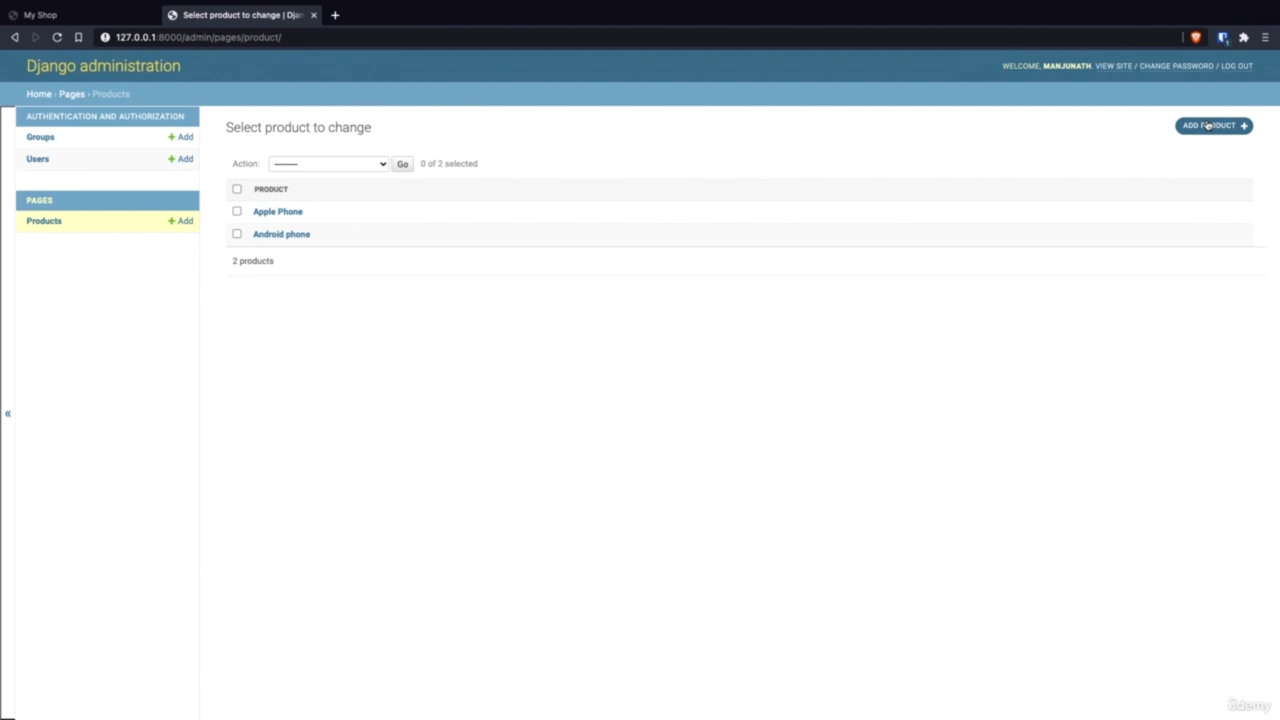 My Shop
Select product to change | Djan
127.0.0.1:8000/admin/pages/product/
Django administration
WELCOME, MANJUNATH. VIEW SITE / CHANGE PASSWORD / LOG OUT
Home › Pages › Products
AUTHENTICATION AND AUTHORIZATION
Groups + Add
Users + Add
PAGES
Products + Add
«
Select product to change
ADD PRODUCT +
Action: --------- Go 0 of 2 selected
PRODUCT
Apple Phone
Android phone
2 products
ûdemy